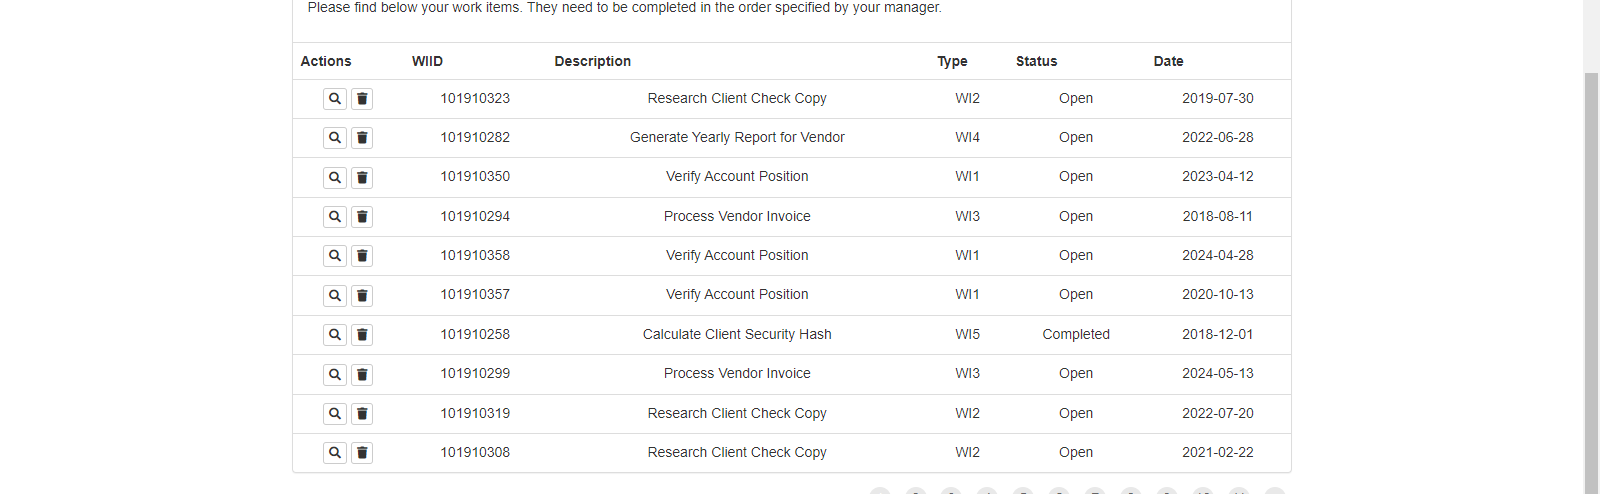 Please find below your work items. They need to be completed in the order specified by your manager.
Actions WIID Description Type Status Date
101910323 Research Client Check Copy WI2 Open 2019-07-30
101910282 Generate Yearly Report for Vendor WI4 Open 2022-06-28
101910350 Verify Account Position WI1 Open 2023-04-12
101910294 Process Vendor Invoice WI3 Open 2018-08-11
101910358 Verify Account Position WI1 Open 2024-04-28
101910357 Verify Account Position WI1 Open 2020-10-13
101910258 Calculate Client Security Hash WI5 Completed 2018-12-01
101910299 Process Vendor Invoice WI3 Open 2024-05-13
101910319 Research Client Check Copy WI2 Open 2022-07-20
101910308 Research Client Check Copy WI2 Open 2021-02-22